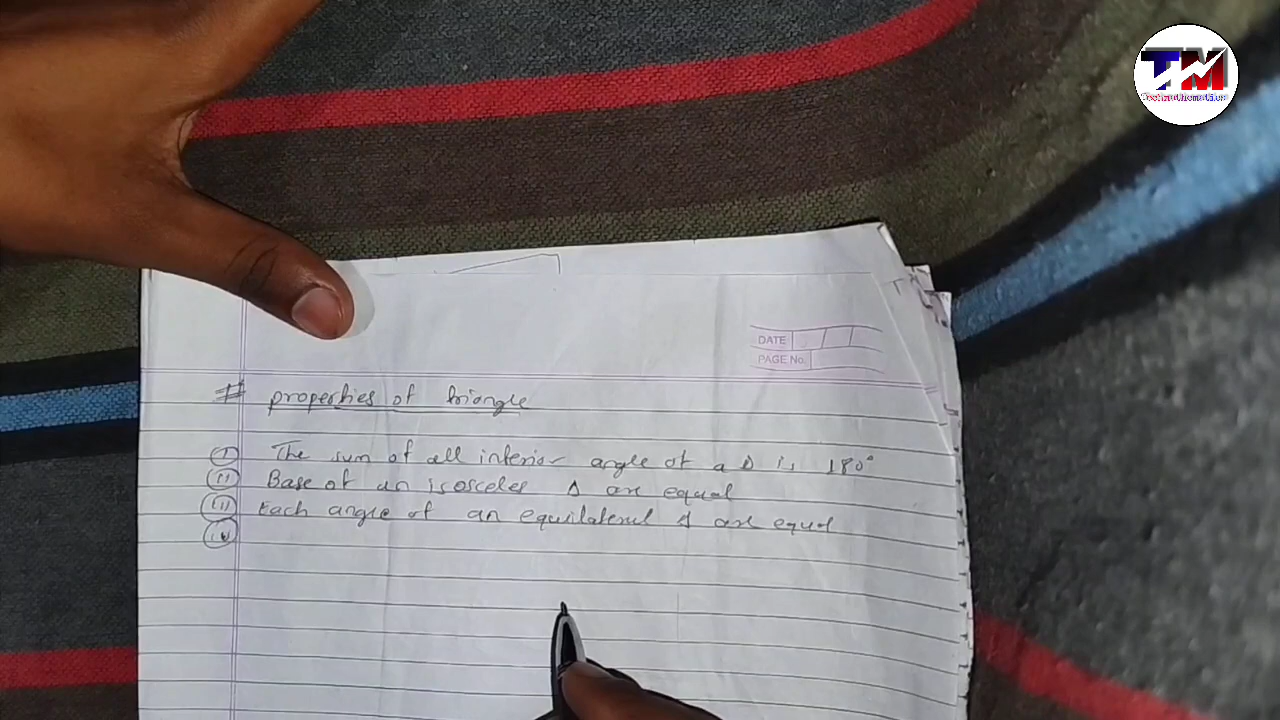 TM
DATE
PAGE No.
# properties of triangle
(i) The sum of all interior angle of a Δ is 180°
(ii) Base of an isosceles Δ are equal
(iii) Each angle of an equilateral Δ are equal
(iv)